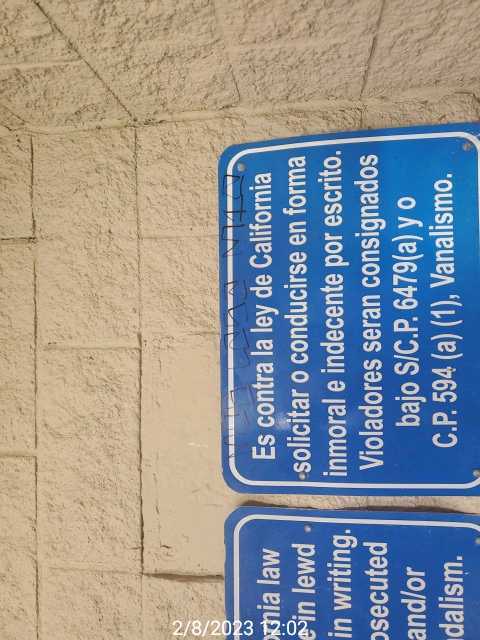 Es contra la ley de California
solicitar o conducirse en forma
inmoral e indecente por escrito.
Violadores seran consignados
bajo S/C.P. 6479(a) y o
C.P. 594 (a) (1), Vanalismo.
nia law
in lewd
in writing.
osecuted
and/or
dalism.
2/8/2023 12:02